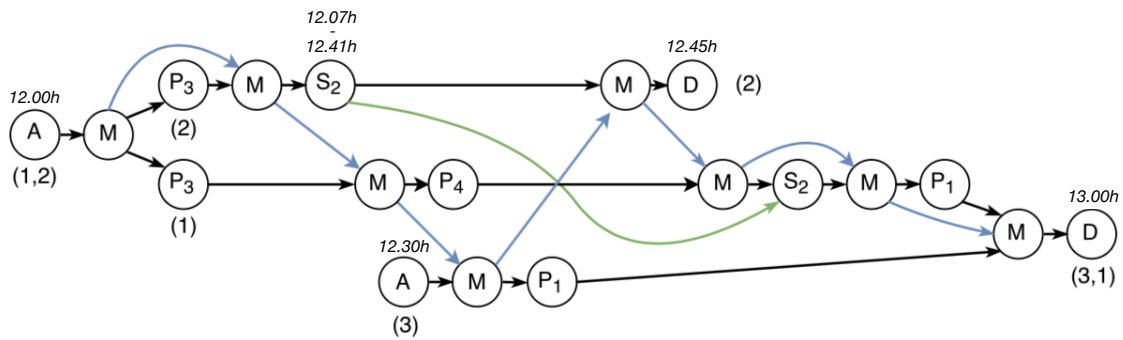 12.07h
-
12.41h
12.45h
12.00h
P3
M
S2
M
D
(2)
A
M
(2)
(1,2)
P3
M
P4
M
S2
M
P1
13.00h
(1)
12.30h
M
D
(3,1)
A
M
P1
(3)